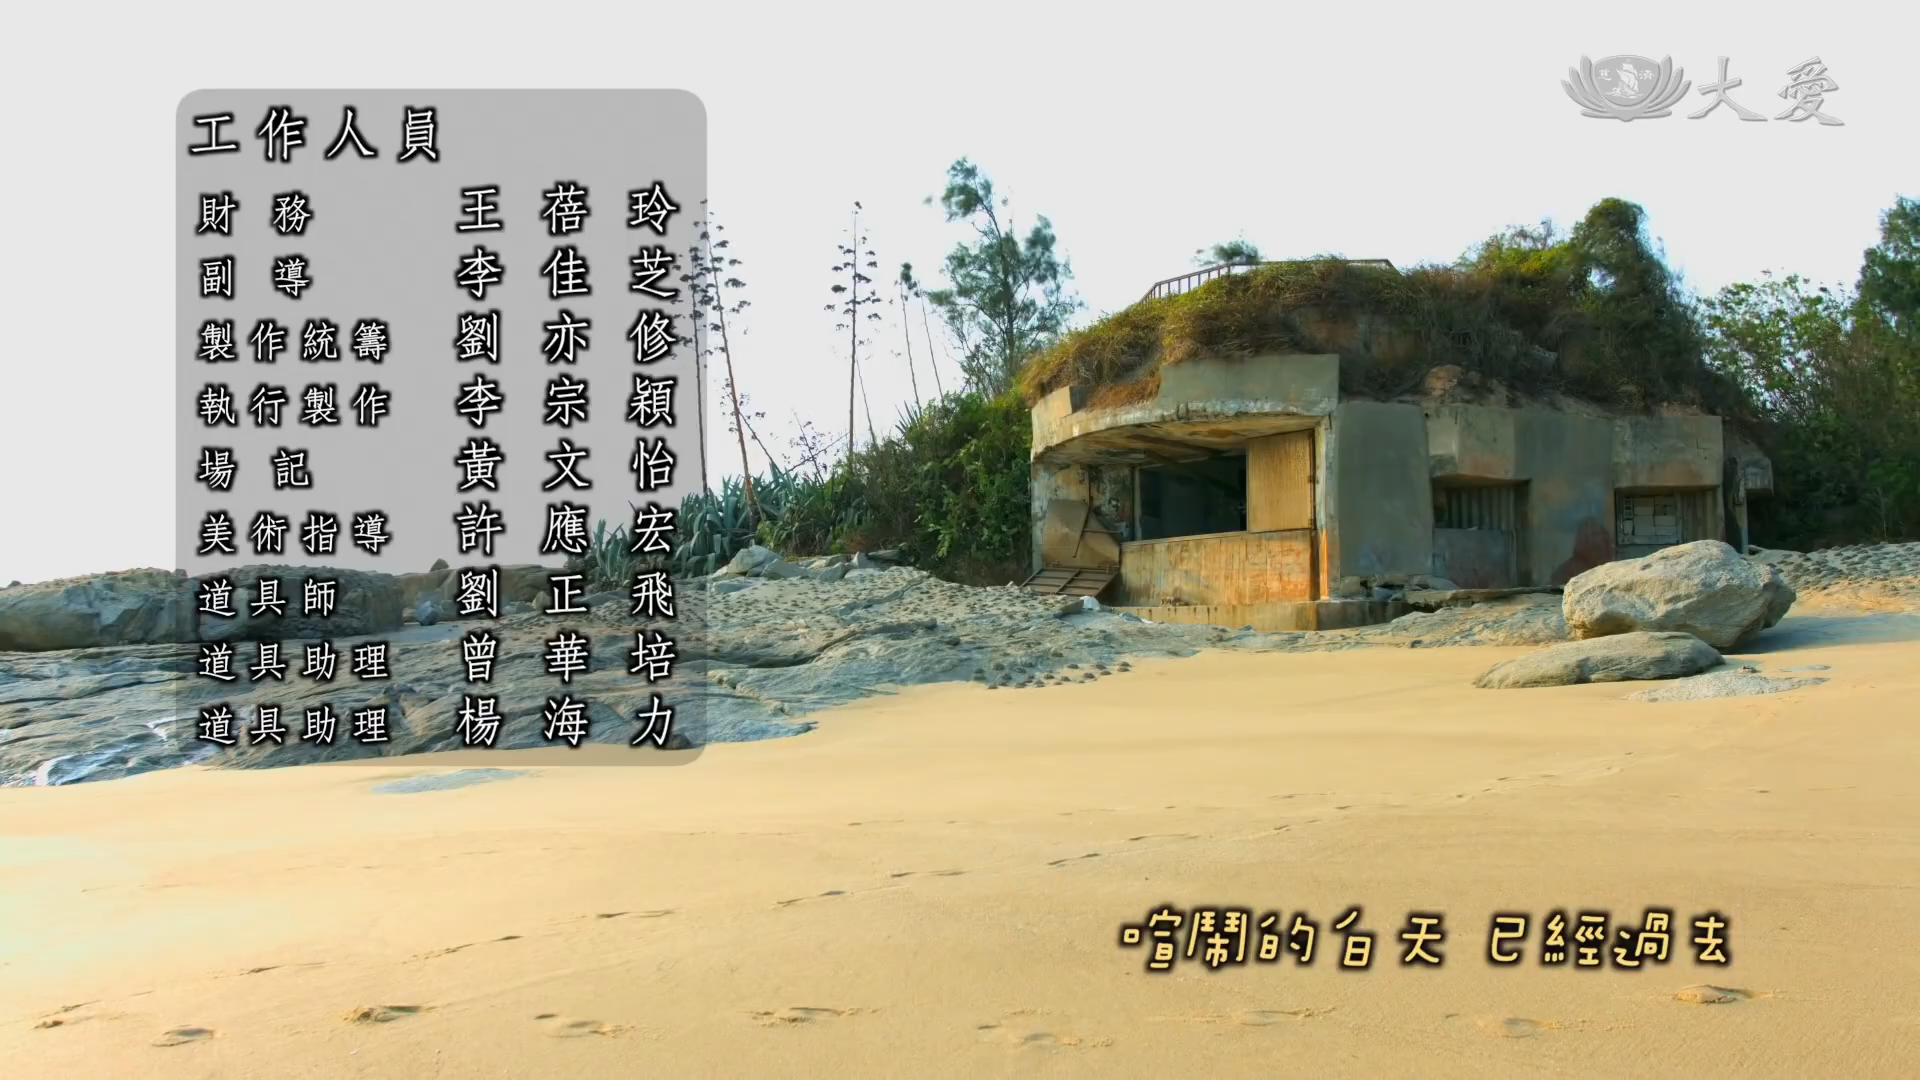 大愛
慈濟
工作人員
財務 王蓓玲
副導 李佳芝
製作統籌 劉亦修
執行製作 李宗穎
場記 黃文怡
美術指導 許應宏
道具師 劉正飛
道具助理 曾華培
道具助理 楊海力
喧鬧的白天 已經過去